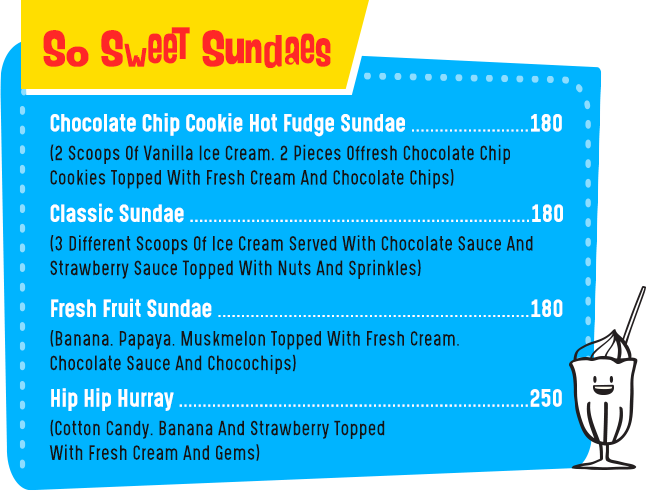 So Sweet Sundaes
Chocolate Chip Cookie Hot Fudge Sundae ........................180
(2 Scoops Of Vanilla Ice Cream. 2 Pieces Offresh Chocolate Chip
Cookies Topped With Fresh Cream And Chocolate Chips)
Classic Sundae ........................................................................180
(3 Different Scoops Of Ice Cream Served With Chocolate Sauce And
Strawberry Sauce Topped With Nuts And Sprinkles)
Fresh Fruit Sundae .................................................................180
(Banana. Papaya. Muskmelon Topped With Fresh Cream.
Chocolate Sauce And Chocochips)
Hip Hip Hurray .........................................................................250
(Cotton Candy. Banana And Strawberry Topped
With Fresh Cream And Gems)